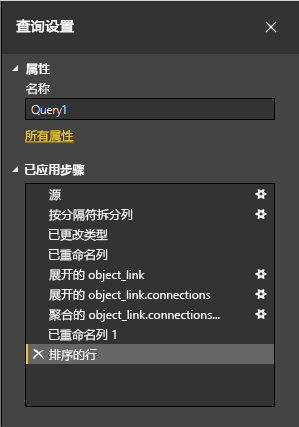 查询设置
属性
名称
Query1
所有属性
已应用步骤
源
按分隔符拆分列
已更改类型
已重命名列
展开的 object_link
展开的 object_link.connections
聚合的 object_link.connections...
已重命名列 1
排序的行